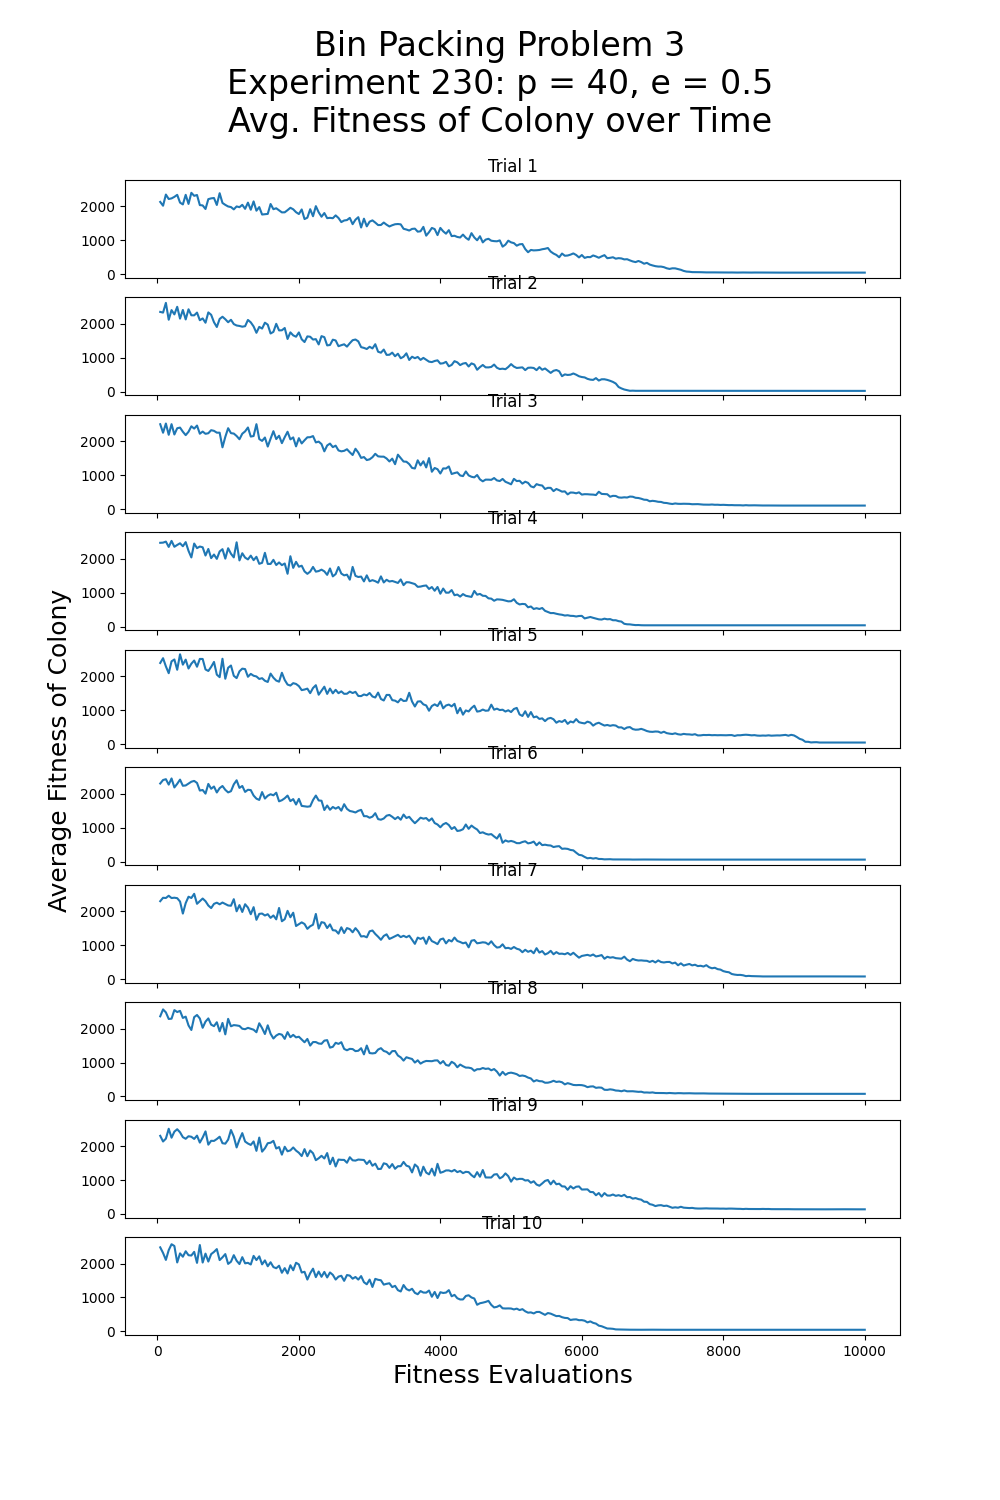 Bin Packing Problem 3
Experiment 230: p = 40, e = 0.5
Avg. Fitness of Colony over Time
Trial 1
2000
1000
0
Trial 2
2000
1000
0
Trial 3
2000
1000
0
Trial 4
2000
1000
0
Trial 5
2000
1000
0
Trial 6
2000
1000
0
Trial 7
2000
1000
0
Trial 8
2000
1000
0
Trial 9
2000
1000
0
Trial 10
2000
1000
0
0 2000 4000 6000 8000 10000
Fitness Evaluations
Average Fitness of Colony